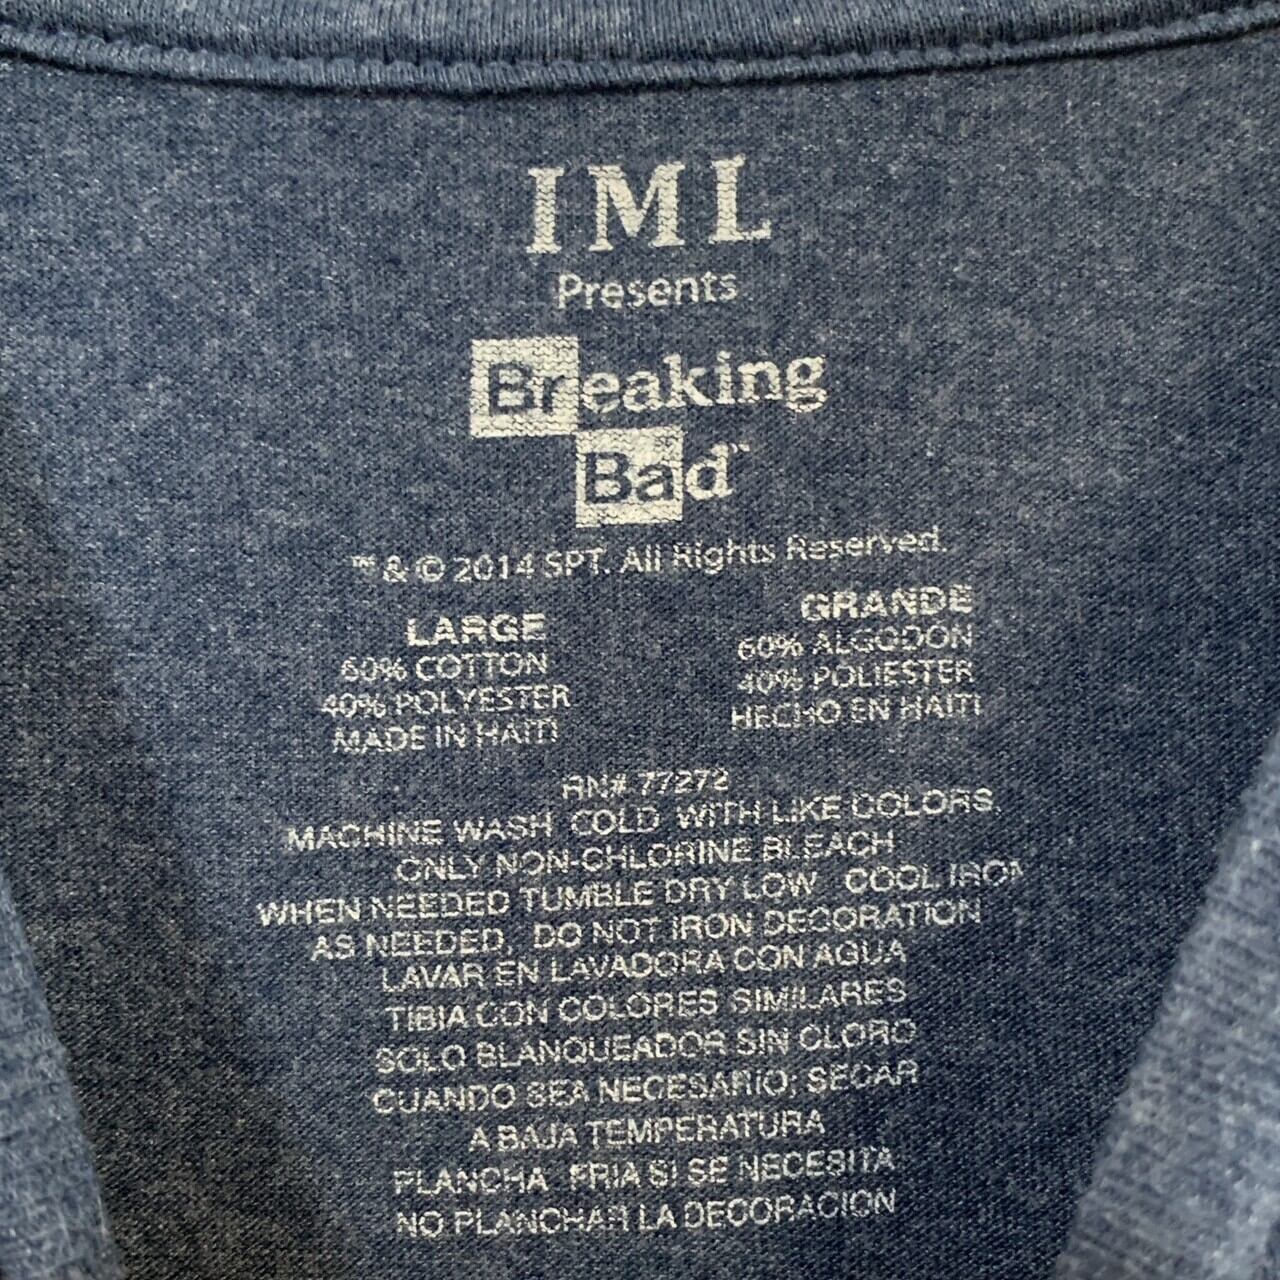 IML
Presents
Breaking
Bad™
™ & © 2014 SPT. All Rights Reserved.
LARGE
60% COTTON
40% POLYESTER
MADE IN HAITI
GRANDE
60% ALGODON
40% POLIESTER
HECHO EN HAITI
RN# 77272
MACHINE WASH COLD WITH LIKE COLORS.
ONLY NON-CHLORINE BLEACH
WHEN NEEDED TUMBLE DRY LOW COOL IRON
AS NEEDED, DO NOT IRON DECORATION
LAVAR EN LAVADORA CON AGUA
TIBIA CON COLORES SIMILARES
SOLO BLANQUEADOR SIN CLORO
CUANDO SEA NECESARIO; SECAR
A BAJA TEMPERATURA
PLANCHA FRIA SI SE NECESITA
NO PLANCHAR LA DECORACION